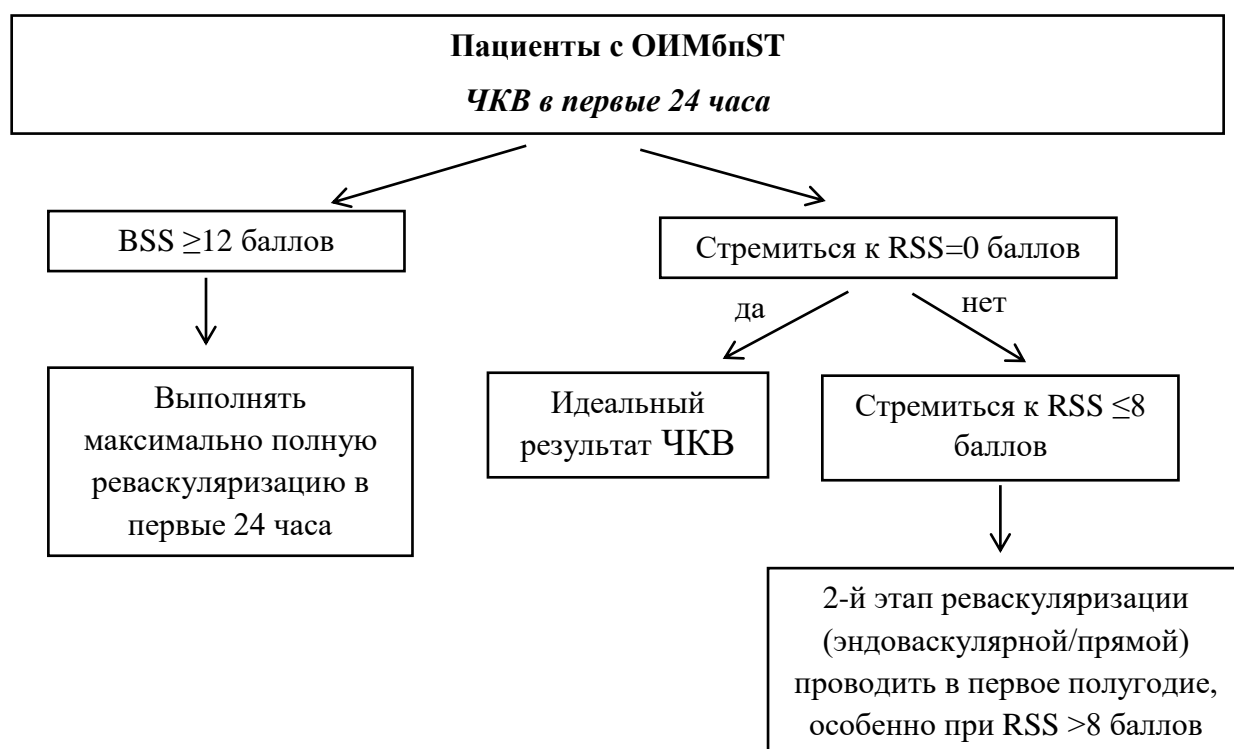 Пациенты с ОИМбпST
ЧКВ в первые 24 часа
BSS ≥12 баллов
Стремиться к RSS=0 баллов
да
нет
Выполнять
максимально полную
реваскуляризацию в
первые 24 часа
Идеальный
результат ЧКВ
Стремиться к RSS ≤8
баллов
2-й этап реваскуляризации
(эндоваскулярной/прямой)
проводить в первое полугодие,
особенно при RSS >8 баллов